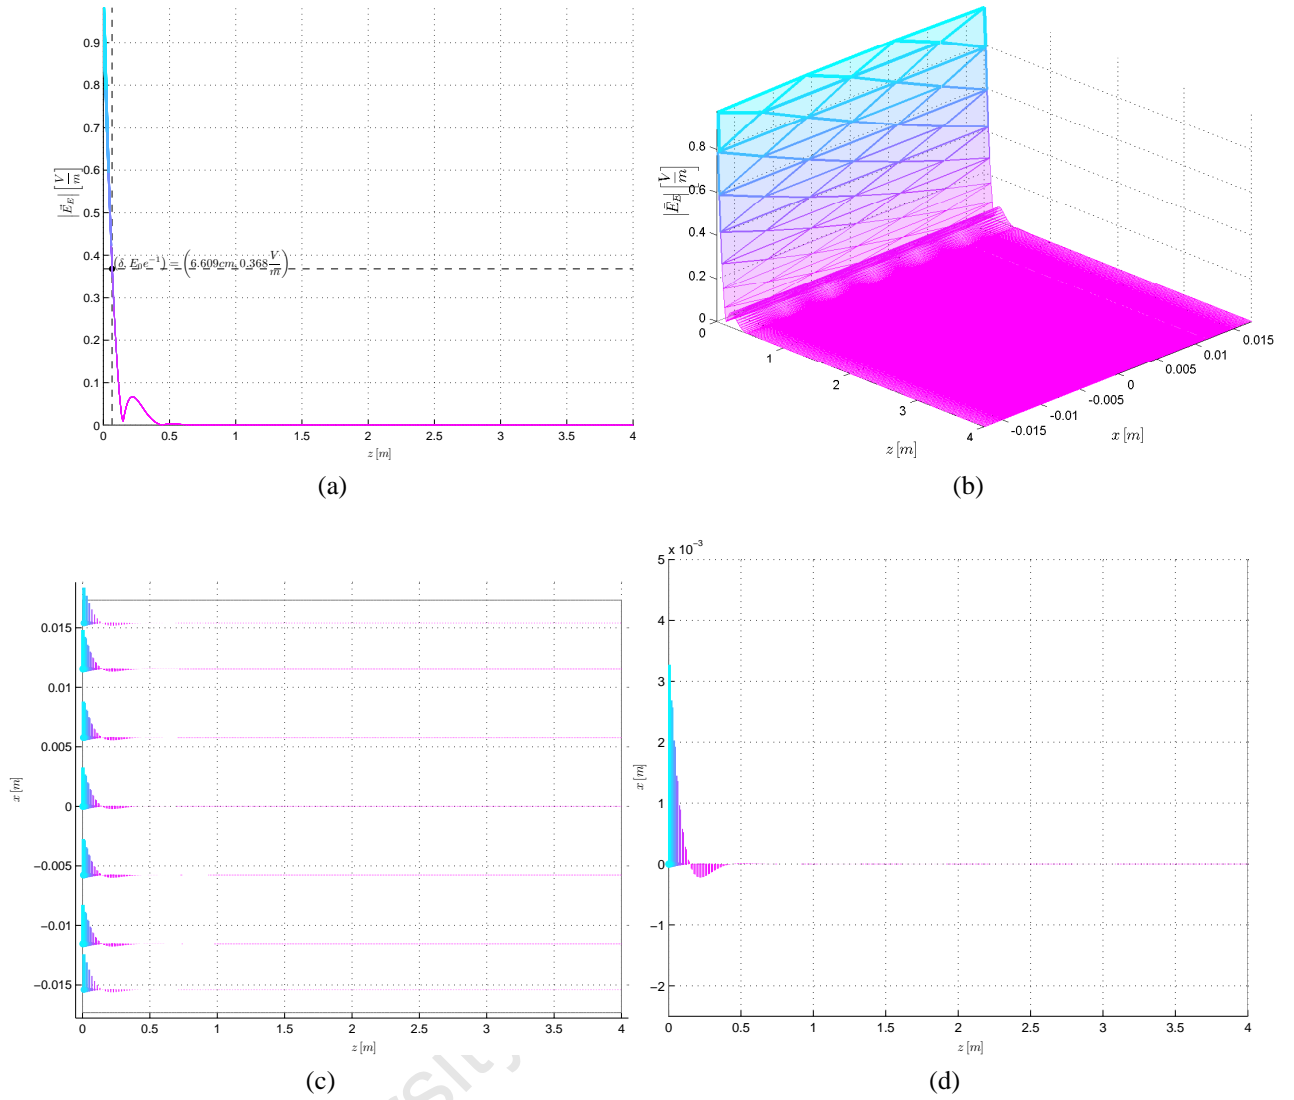 0.9
0.8
0.7
0.6
0.5
0.4
0.3
0.2
0.1
0
|Ē_E| [V/m]
(δ, E₀e⁻¹) = (6.609cm, 0.368 V/m)
0 0.5 1 1.5 2 2.5 3 3.5 4
z [m]
(a)
0.8
0.6
0.4
0.2
0
|Ē_E| [V/m]
0
1
2
3
4
z [m]
0.015
0.01
0.005
0
-0.005
-0.01
-0.015
x [m]
(b)
0.015
0.01
0.005
0
−0.005
−0.01
−0.015
x [m]
0 0.5 1 1.5 2 2.5 3 3.5 4
z [m]
(c)
x 10⁻³
5
4
3
2
1
0
−1
−2
x [m]
0 0.5 1 1.5 2 2.5 3 3.5 4
z [m]
(d)
rsity